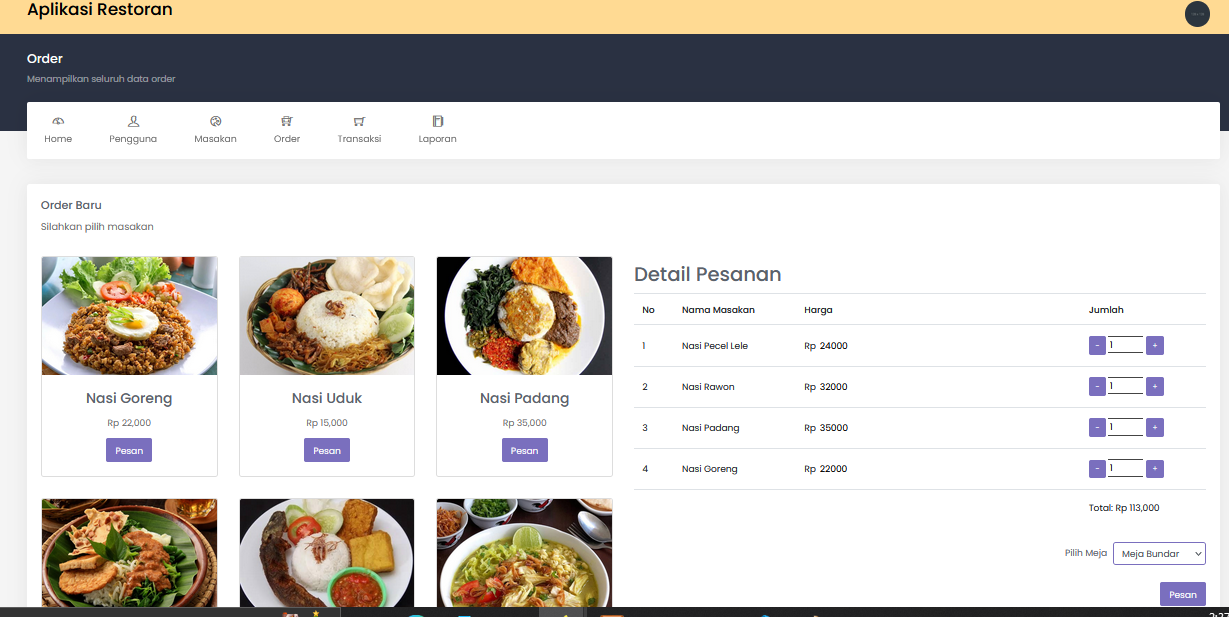 Aplikasi Restoran
Order
Menampilkan seluruh data order
Home Pengguna Masakan Order Transaksi Laporan
Order Baru
Silahkan pilih masakan
Nasi Goreng
Rp 22,000
Pesan
Nasi Uduk
Rp 15,000
Pesan
Nasi Padang
Rp 35,000
Pesan
Detail Pesanan
No Nama Masakan Harga Jumlah
1 Nasi Pecel Lele Rp 24000 - 1 +
2 Nasi Rawon Rp 32000 - 1 +
3 Nasi Padang Rp 35000 - 1 +
4 Nasi Goreng Rp 22000 - 1 +
Total: Rp 113,000
Pilih Meja Meja Bundar
Pesan